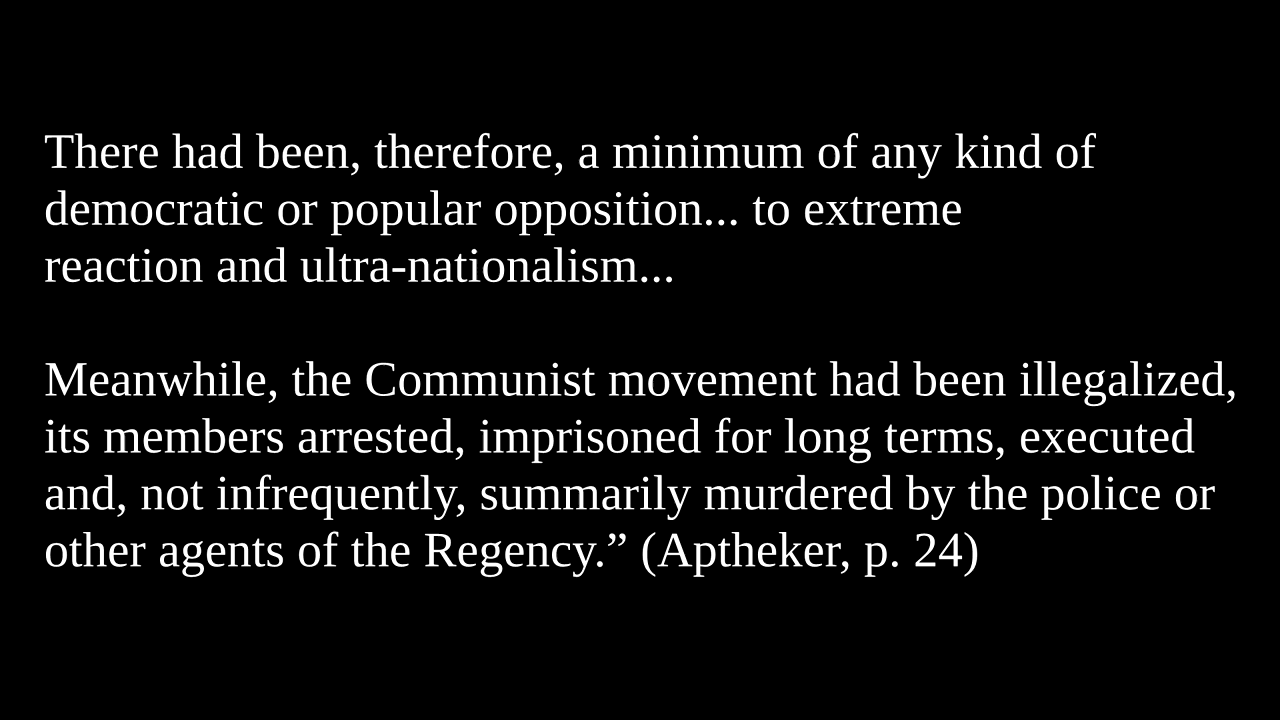 There had been, therefore, a minimum of any kind of
democratic or popular opposition... to extreme
reaction and ultra-nationalism...
Meanwhile, the Communist movement had been illegalized,
its members arrested, imprisoned for long terms, executed
and, not infrequently, summarily murdered by the police or
other agents of the Regency.” (Aptheker, p. 24)